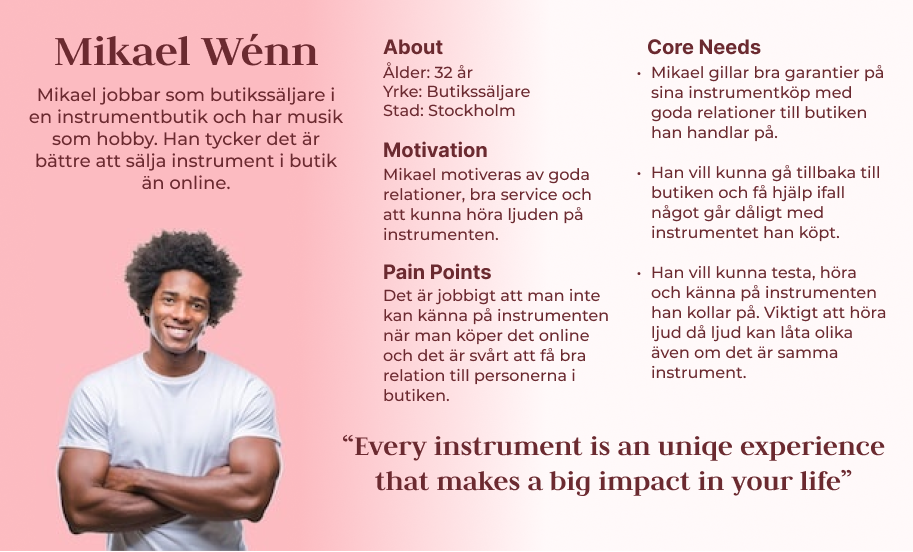 Mikael Wénn
Mikael jobbar som butikssäljare i
en instrumentbutik och har musik
som hobby. Han tycker det är
bättre att sälja instrument i butik
än online.
About
Ålder: 32 år
Yrke: Butikssäljare
Stad: Stockholm
Motivation
Mikael motiveras av goda
relationer, bra service och
att kunna höra ljuden på
instrumenten.
Pain Points
Det är jobbigt att man inte
kan känna på instrumenten
när man köper det online
och det är svårt att få bra
relation till personerna i
butiken.
Core Needs
• Mikael gillar bra garantier på
sina instrumentköp med
goda relationer till butiken
han handlar på.
• Han vill kunna gå tillbaka till
butiken och få hjälp ifall
något går dåligt med
instrumentet han köpt.
• Han vill kunna testa, höra
och känna på instrumenten
han kollar på. Viktigt att höra
ljud då ljud kan låta olika
även om det är samma
instrument.
“Every instrument is an uniqe experience
that makes a big impact in your life”